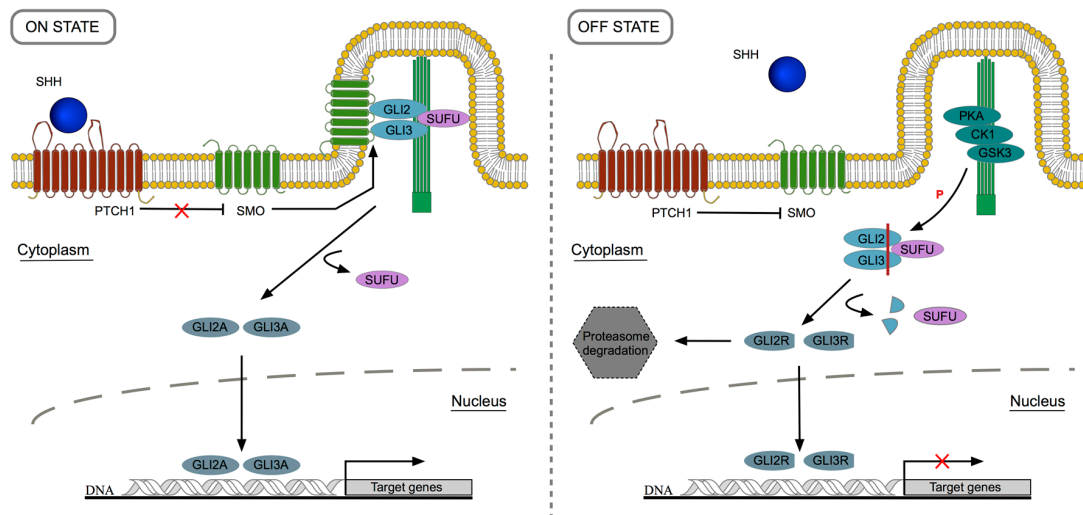 ON STATE
SHH
GLI2
GLI3
SUFU
PTCH1
SMO
Cytoplasm
SUFU
GLI2A
GLI3A
Nucleus
GLI2A
GLI3A
DNA
Target genes
OFF STATE
SHH
PKA
CK1
GSK3
PTCH1
SMO
P
Cytoplasm
GLI2
GLI3
SUFU
SUFU
Proteasome
degradation
GLI2R
GLI3R
Nucleus
GLI2R
GLI3R
DNA
Target genes